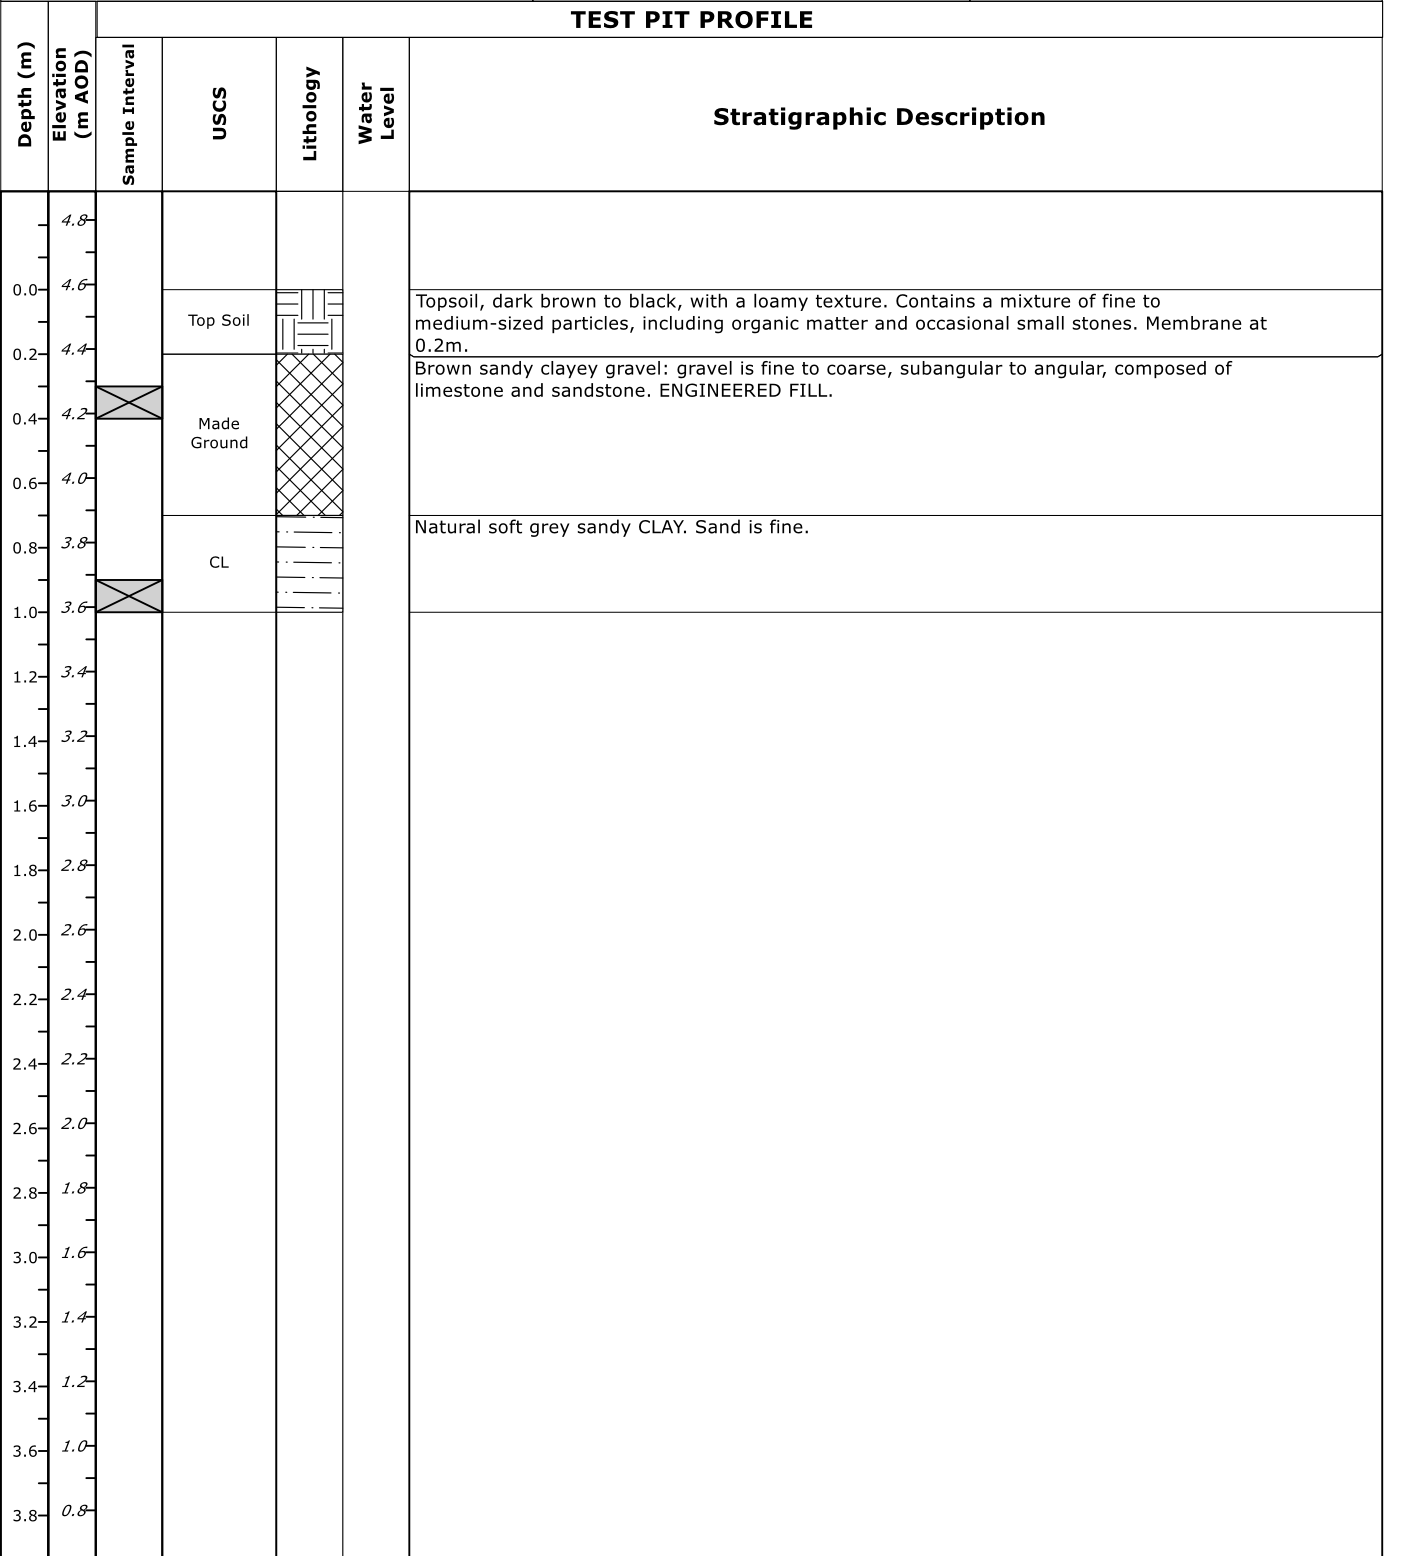 TEST PIT PROFILE
Depth (m)
Elevation
(m AOD)
Sample Interval
USCS
Lithology
Water
Level
Stratigraphic Description
4.8
4.6
0.0
Top Soil
Topsoil, dark brown to black, with a loamy texture. Contains a mixture of fine to
medium-sized particles, including organic matter and occasional small stones. Membrane at
0.2m.
4.4
0.2
Brown sandy clayey gravel: gravel is fine to coarse, subangular to angular, composed of
limestone and sandstone. ENGINEERED FILL.
4.2
0.4
Made
Ground
4.0
0.6
Natural soft grey sandy CLAY. Sand is fine.
3.8
0.8
CL
3.6
1.0
3.4
1.2
3.2
1.4
3.0
1.6
2.8
1.8
2.6
2.0
2.4
2.2
2.2
2.4
2.0
2.6
1.8
2.8
1.6
3.0
1.4
3.2
1.2
3.4
1.0
3.6
0.8
3.8